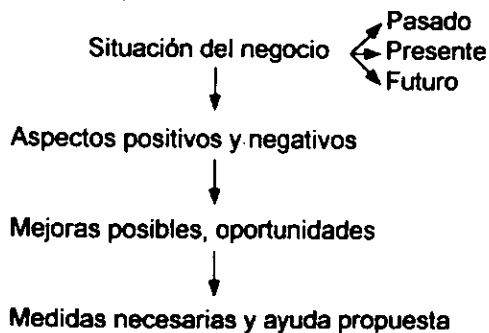 Pasado
Situación del negocio
Presente
Futuro
Aspectos positivos y negativos
Mejoras posibles, oportunidades
Medidas necesarias y ayuda propuesta